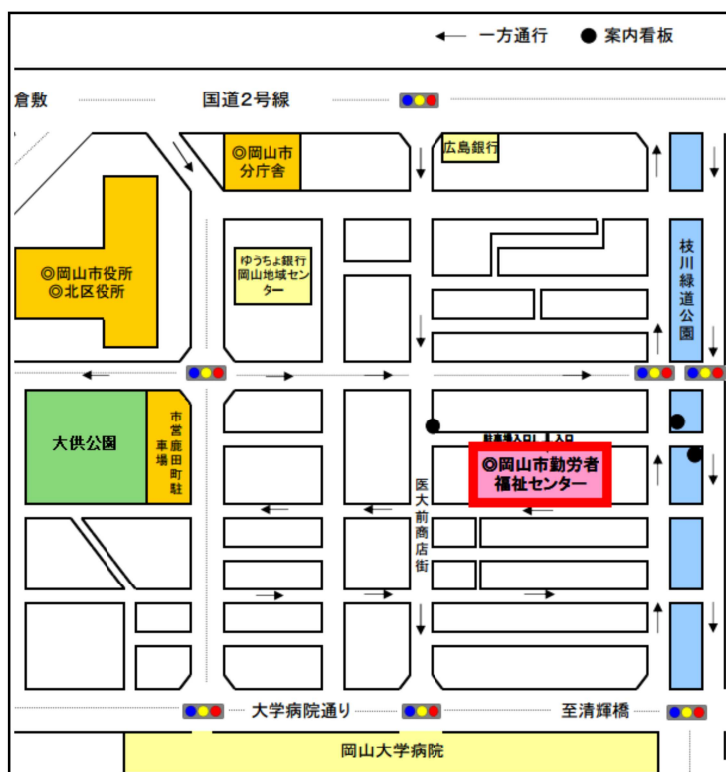 一方通行
案内看板
倉敷
国道2号線
◎岡山市
分庁舎
広島銀行
ゆうちょ銀行
岡山地域セン
ター
◎岡山市役所
◎北区役所
枝川緑道公園
大供公園
市営鹿田町駐
車場
駐車場入口
入口
◎岡山市勤労者
福祉センター
医大前商店街
大学病院通り
至清輝橋
岡山大学病院